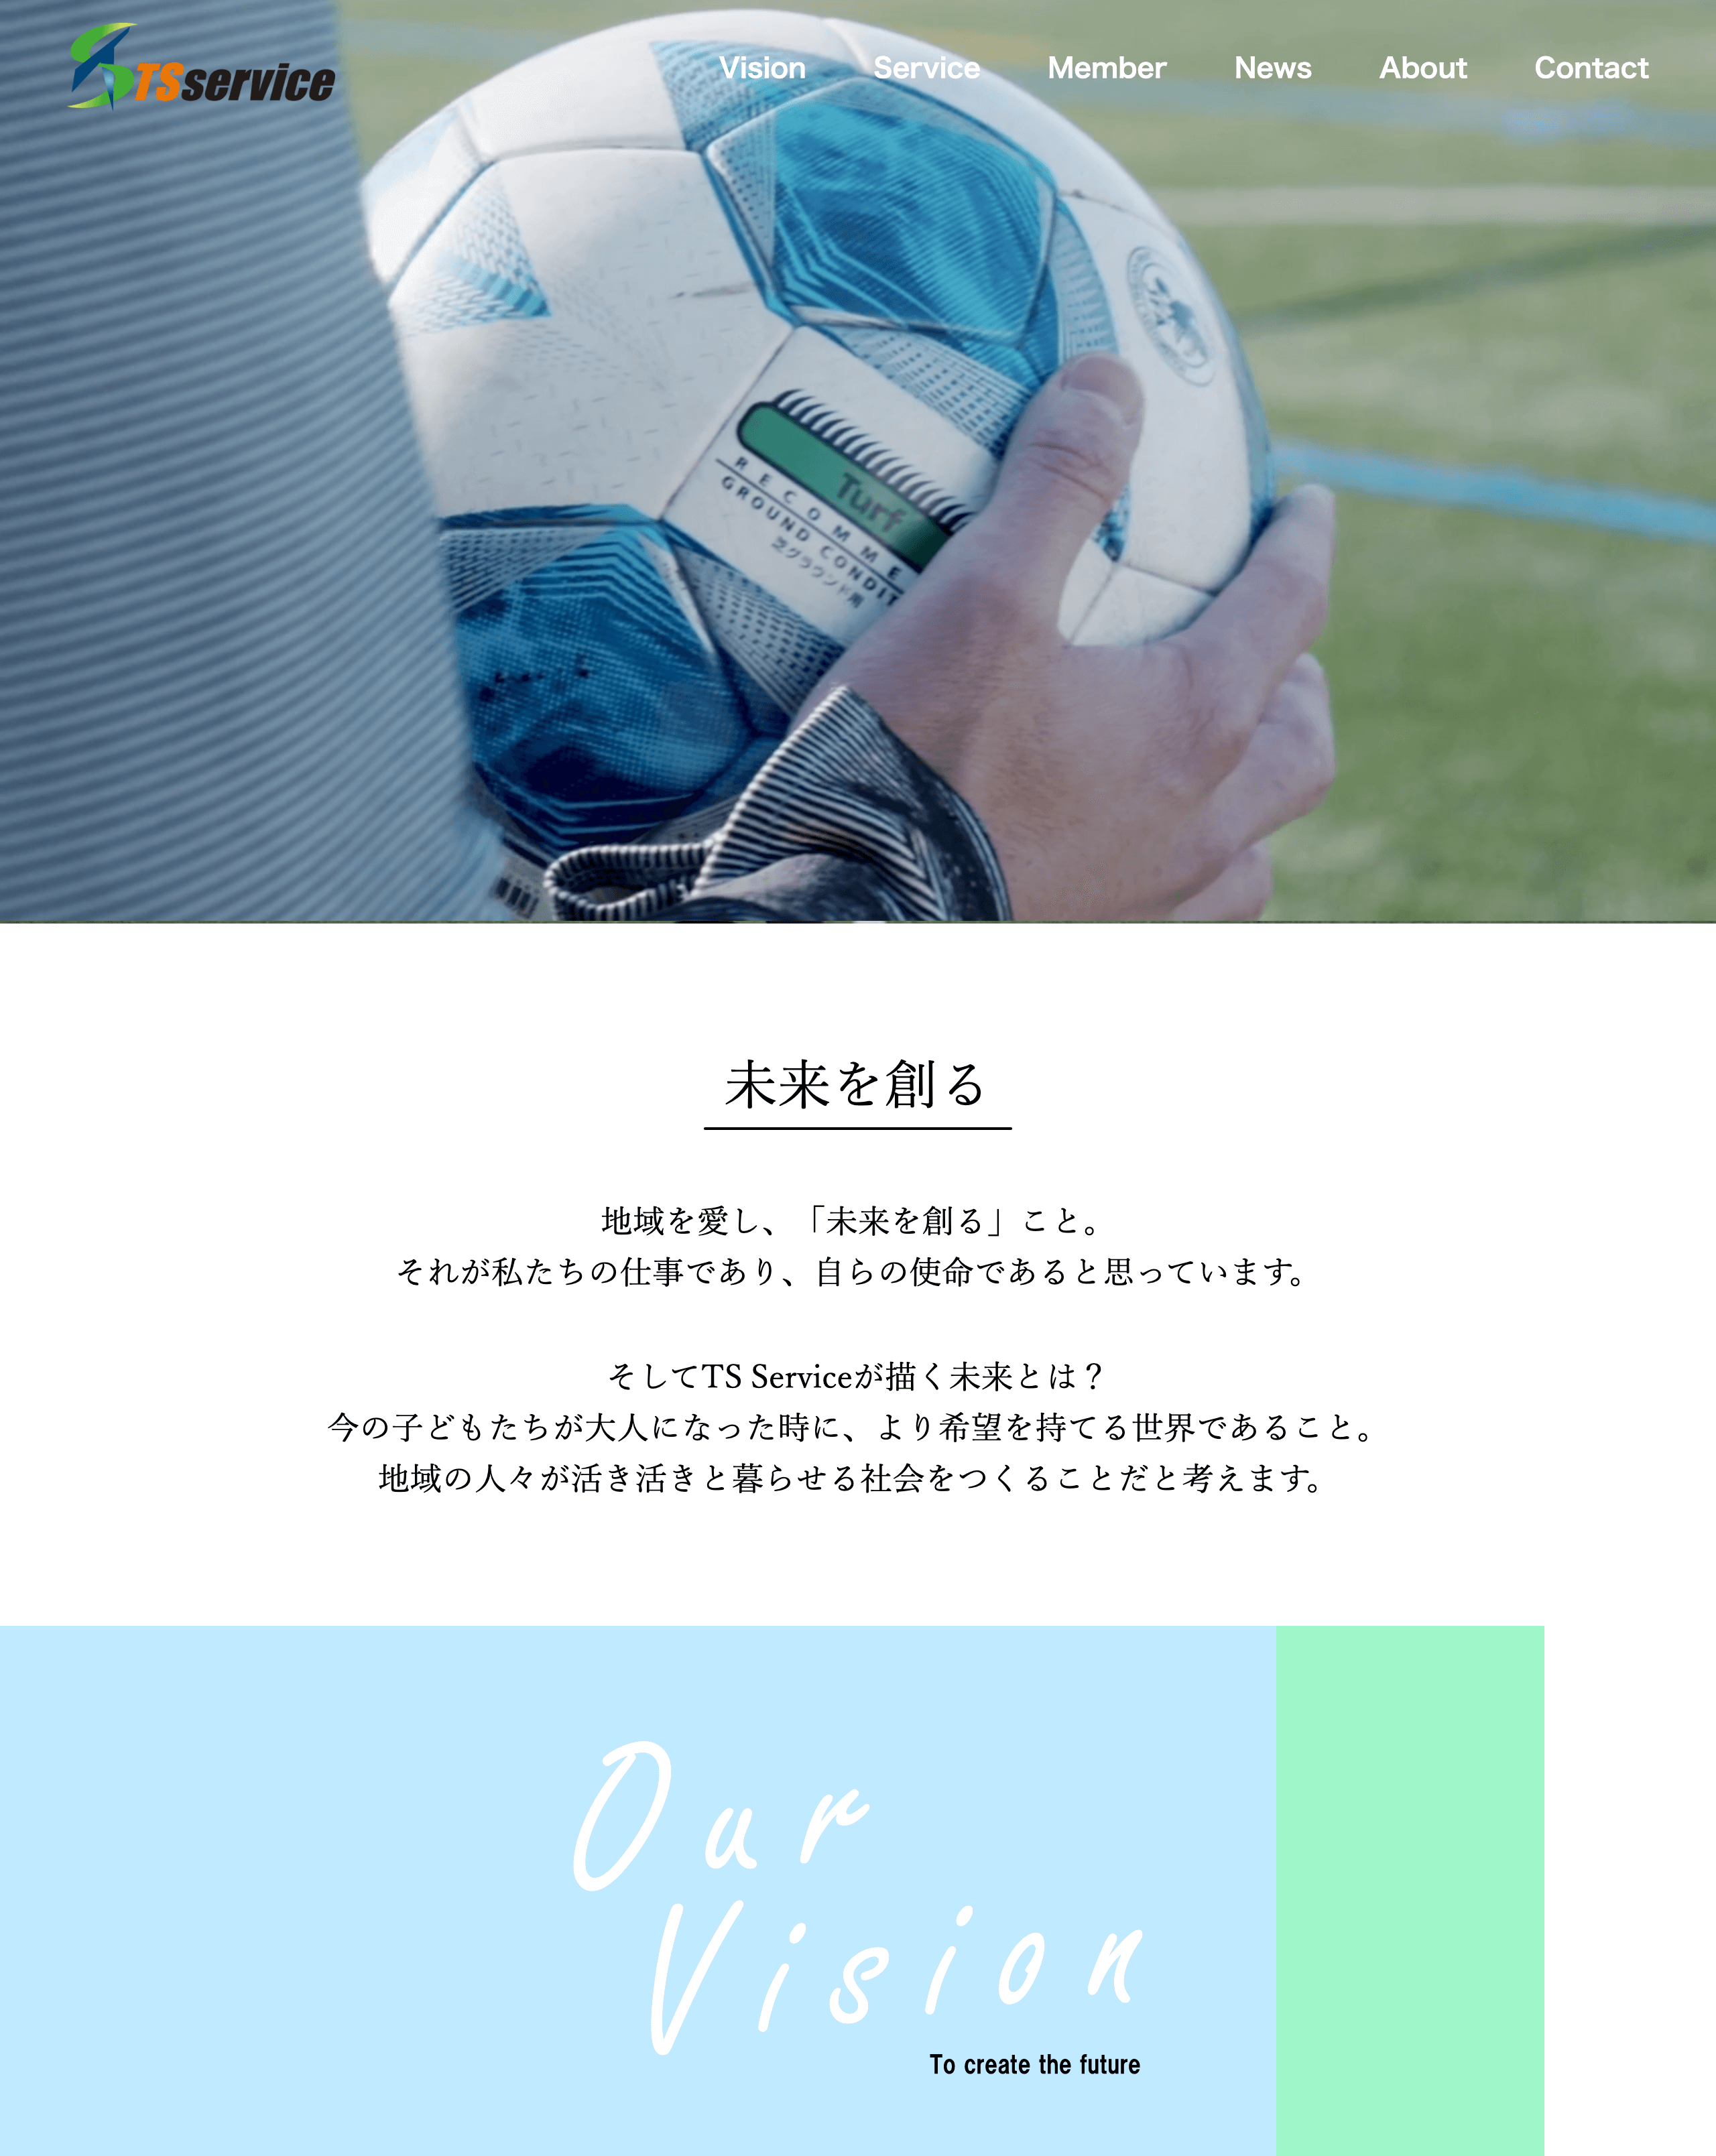 TSservice
Vision Service Member News About Contact
Turf
RECOMME
GROUND CONDIT
芝グラウンド用
未来を創る
地域を愛し、「未来を創る」こと。
それが私たちの仕事であり、自らの使命であると思っています。
そしてTS Serviceが描く未来とは？
今の子どもたちが大人になった時に、より希望を持てる世界であること。
地域の人々が活き活きと暮らせる社会をつくることだと考えます。
Our
Vision
To create the future